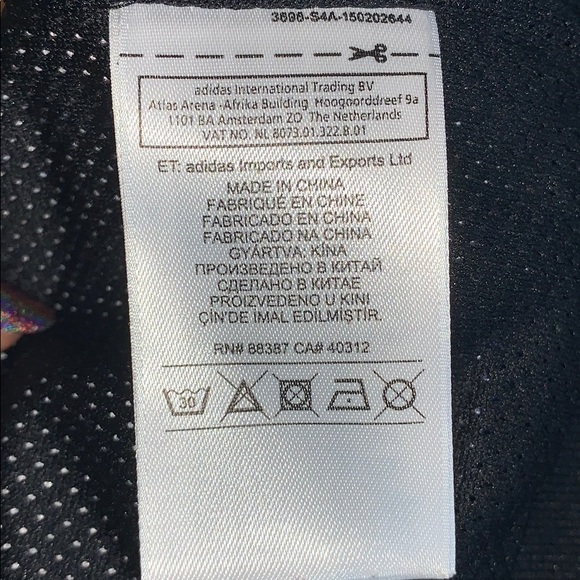 3696-S4A-150202644
adidas International Trading BV
Atlas Arena -Afrika Building Hoogoorddreef 9a
1101 BA Amsterdam ZO The Netherlands
VAT NO. NL 8073.01.322.B.01
ET: adidas Imports and Exports Ltd
MADE IN CHINA
FABRIQUÉ EN CHINE
FABRICADO EN CHINA
FABRICADO NA CHINA
GYÁRTVA: KÍNA
ПРОИЗВЕДЕНО В КИТАЙ
СДЕЛАНО В КИТАЕ
PROIZVEDENO U KINI
ÇİN'DE IMAL EDİLMİŞTİR.
RN# 88387 CA# 40312
30